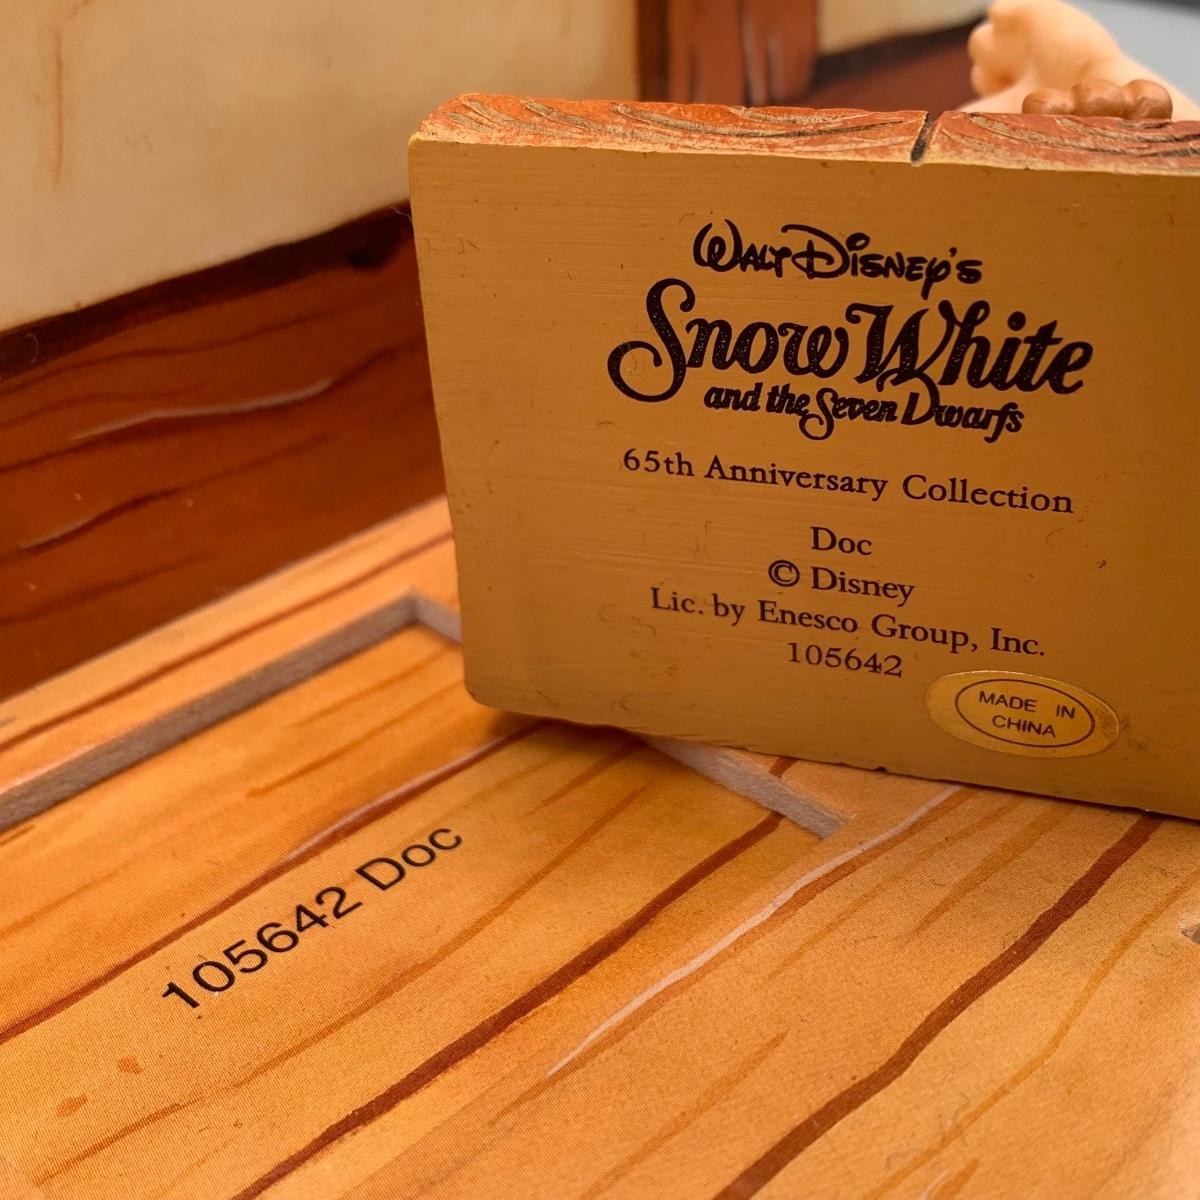 WALT DISNEY'S
Snow White
and the Seven Dwarfs
65th Anniversary Collection
Doc
© Disney
Lic. by Enesco Group, Inc.
105642
MADE IN
CHINA
105642 Doc